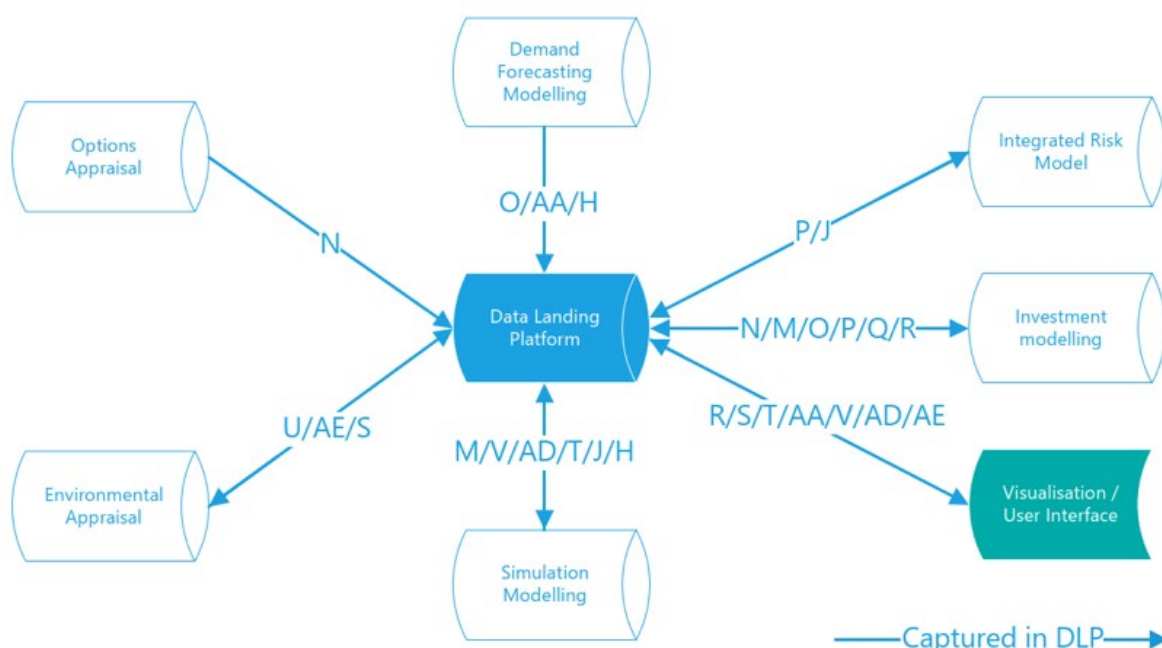 Demand
Forecasting
Modelling
Options
Appraisal
Integrated Risk
Model
O/AA/H
N
P/J
Data Landing
Platform
N/M/O/P/Q/R
Investment
modelling
U/AE/S
M/V/AD/T/J/H
R/S/T/AA/V/AD/AE
Environmental
Appraisal
Visualisation /
User Interface
Simulation
Modelling
Captured in DLP